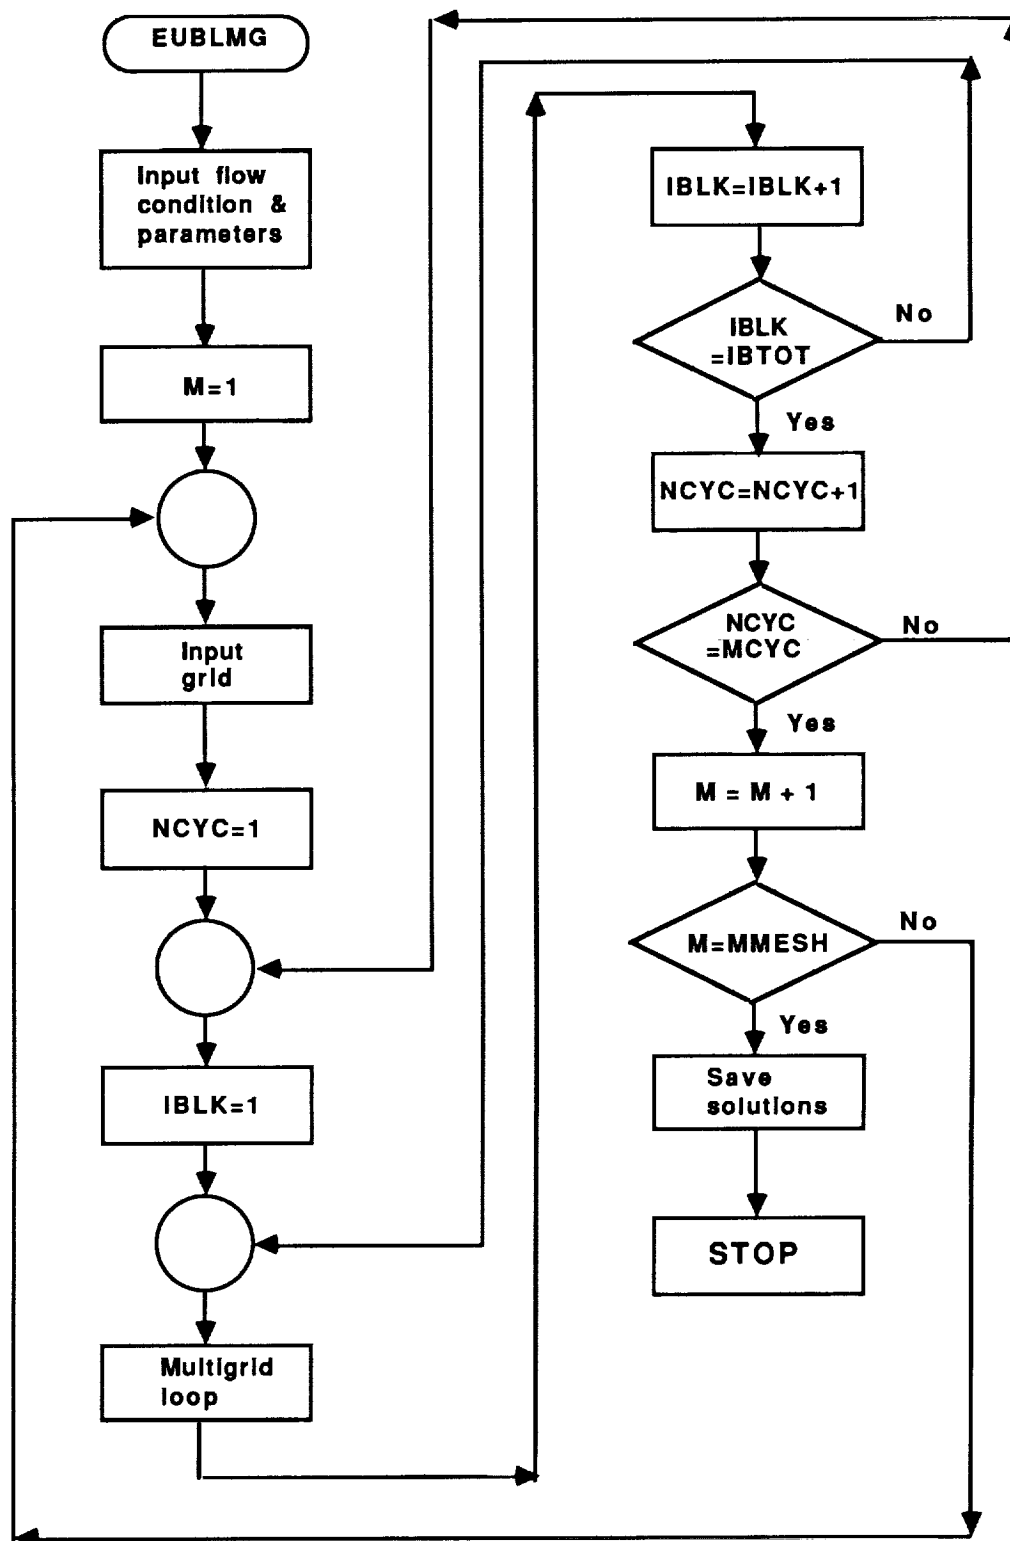 EUBLMG
Input flow
condition &
parameters
M=1
Input
grid
NCYC=1
IBLK=1
Multigrid
loop
IBLK=IBLK+1
IBLK
=IBTOT
No
Yes
NCYC=NCYC+1
NCYC
=MCYC
No
Yes
M = M + 1
M=MMESH
No
Yes
Save
solutions
STOP